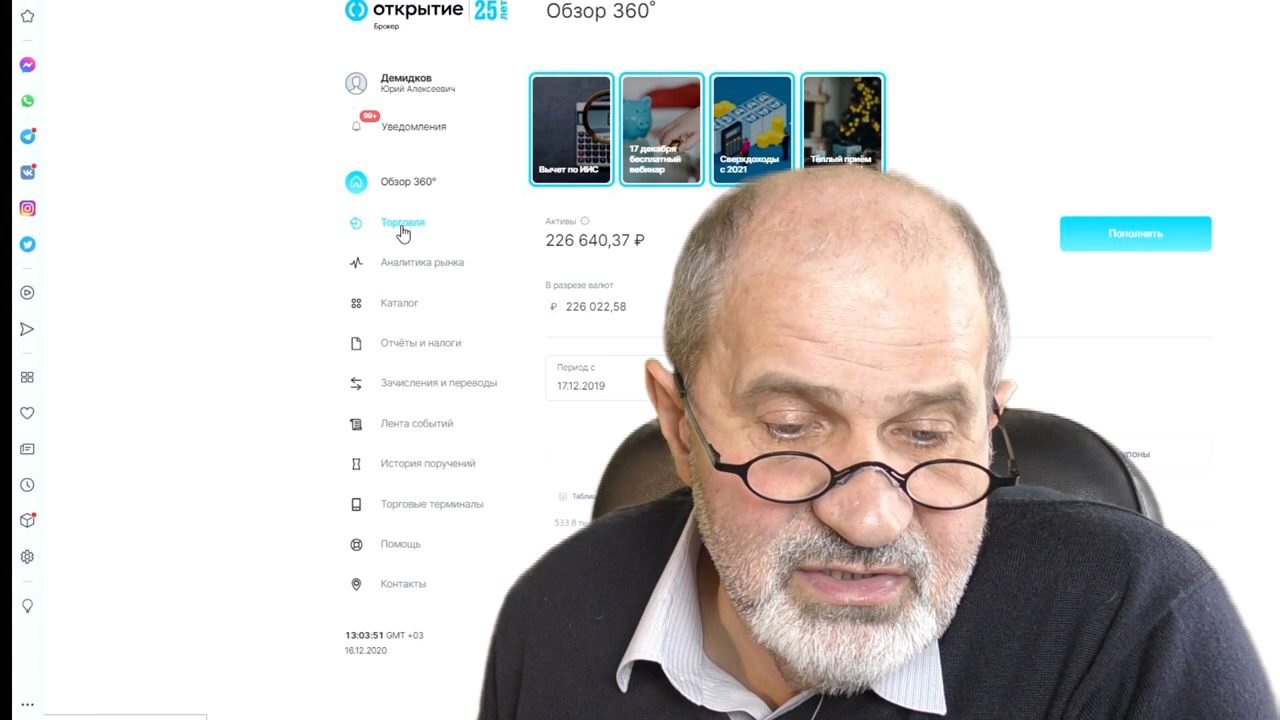 открытие
25 лет
Брокер
Обзор 360°
Демидков
Юрий Алексеевич
99+
Уведомления
Обзор 360°
Торговля
Аналитика рынка
Каталог
Отчёты и налоги
Зачисления и переводы
Лента событий
История поручений
Торговые терминалы
Помощь
Контакты
13:03:51 GMT +03
16.12.2020
Вычет по ИИС
17 декабря
бесплатный
вебинар
Сверхдоходы
с 2021
Тёплый приём
Активы
226 640,37 ₽
Пополнить
В разрезе валют
₽ 226 022,58
Период с
17.12.2019